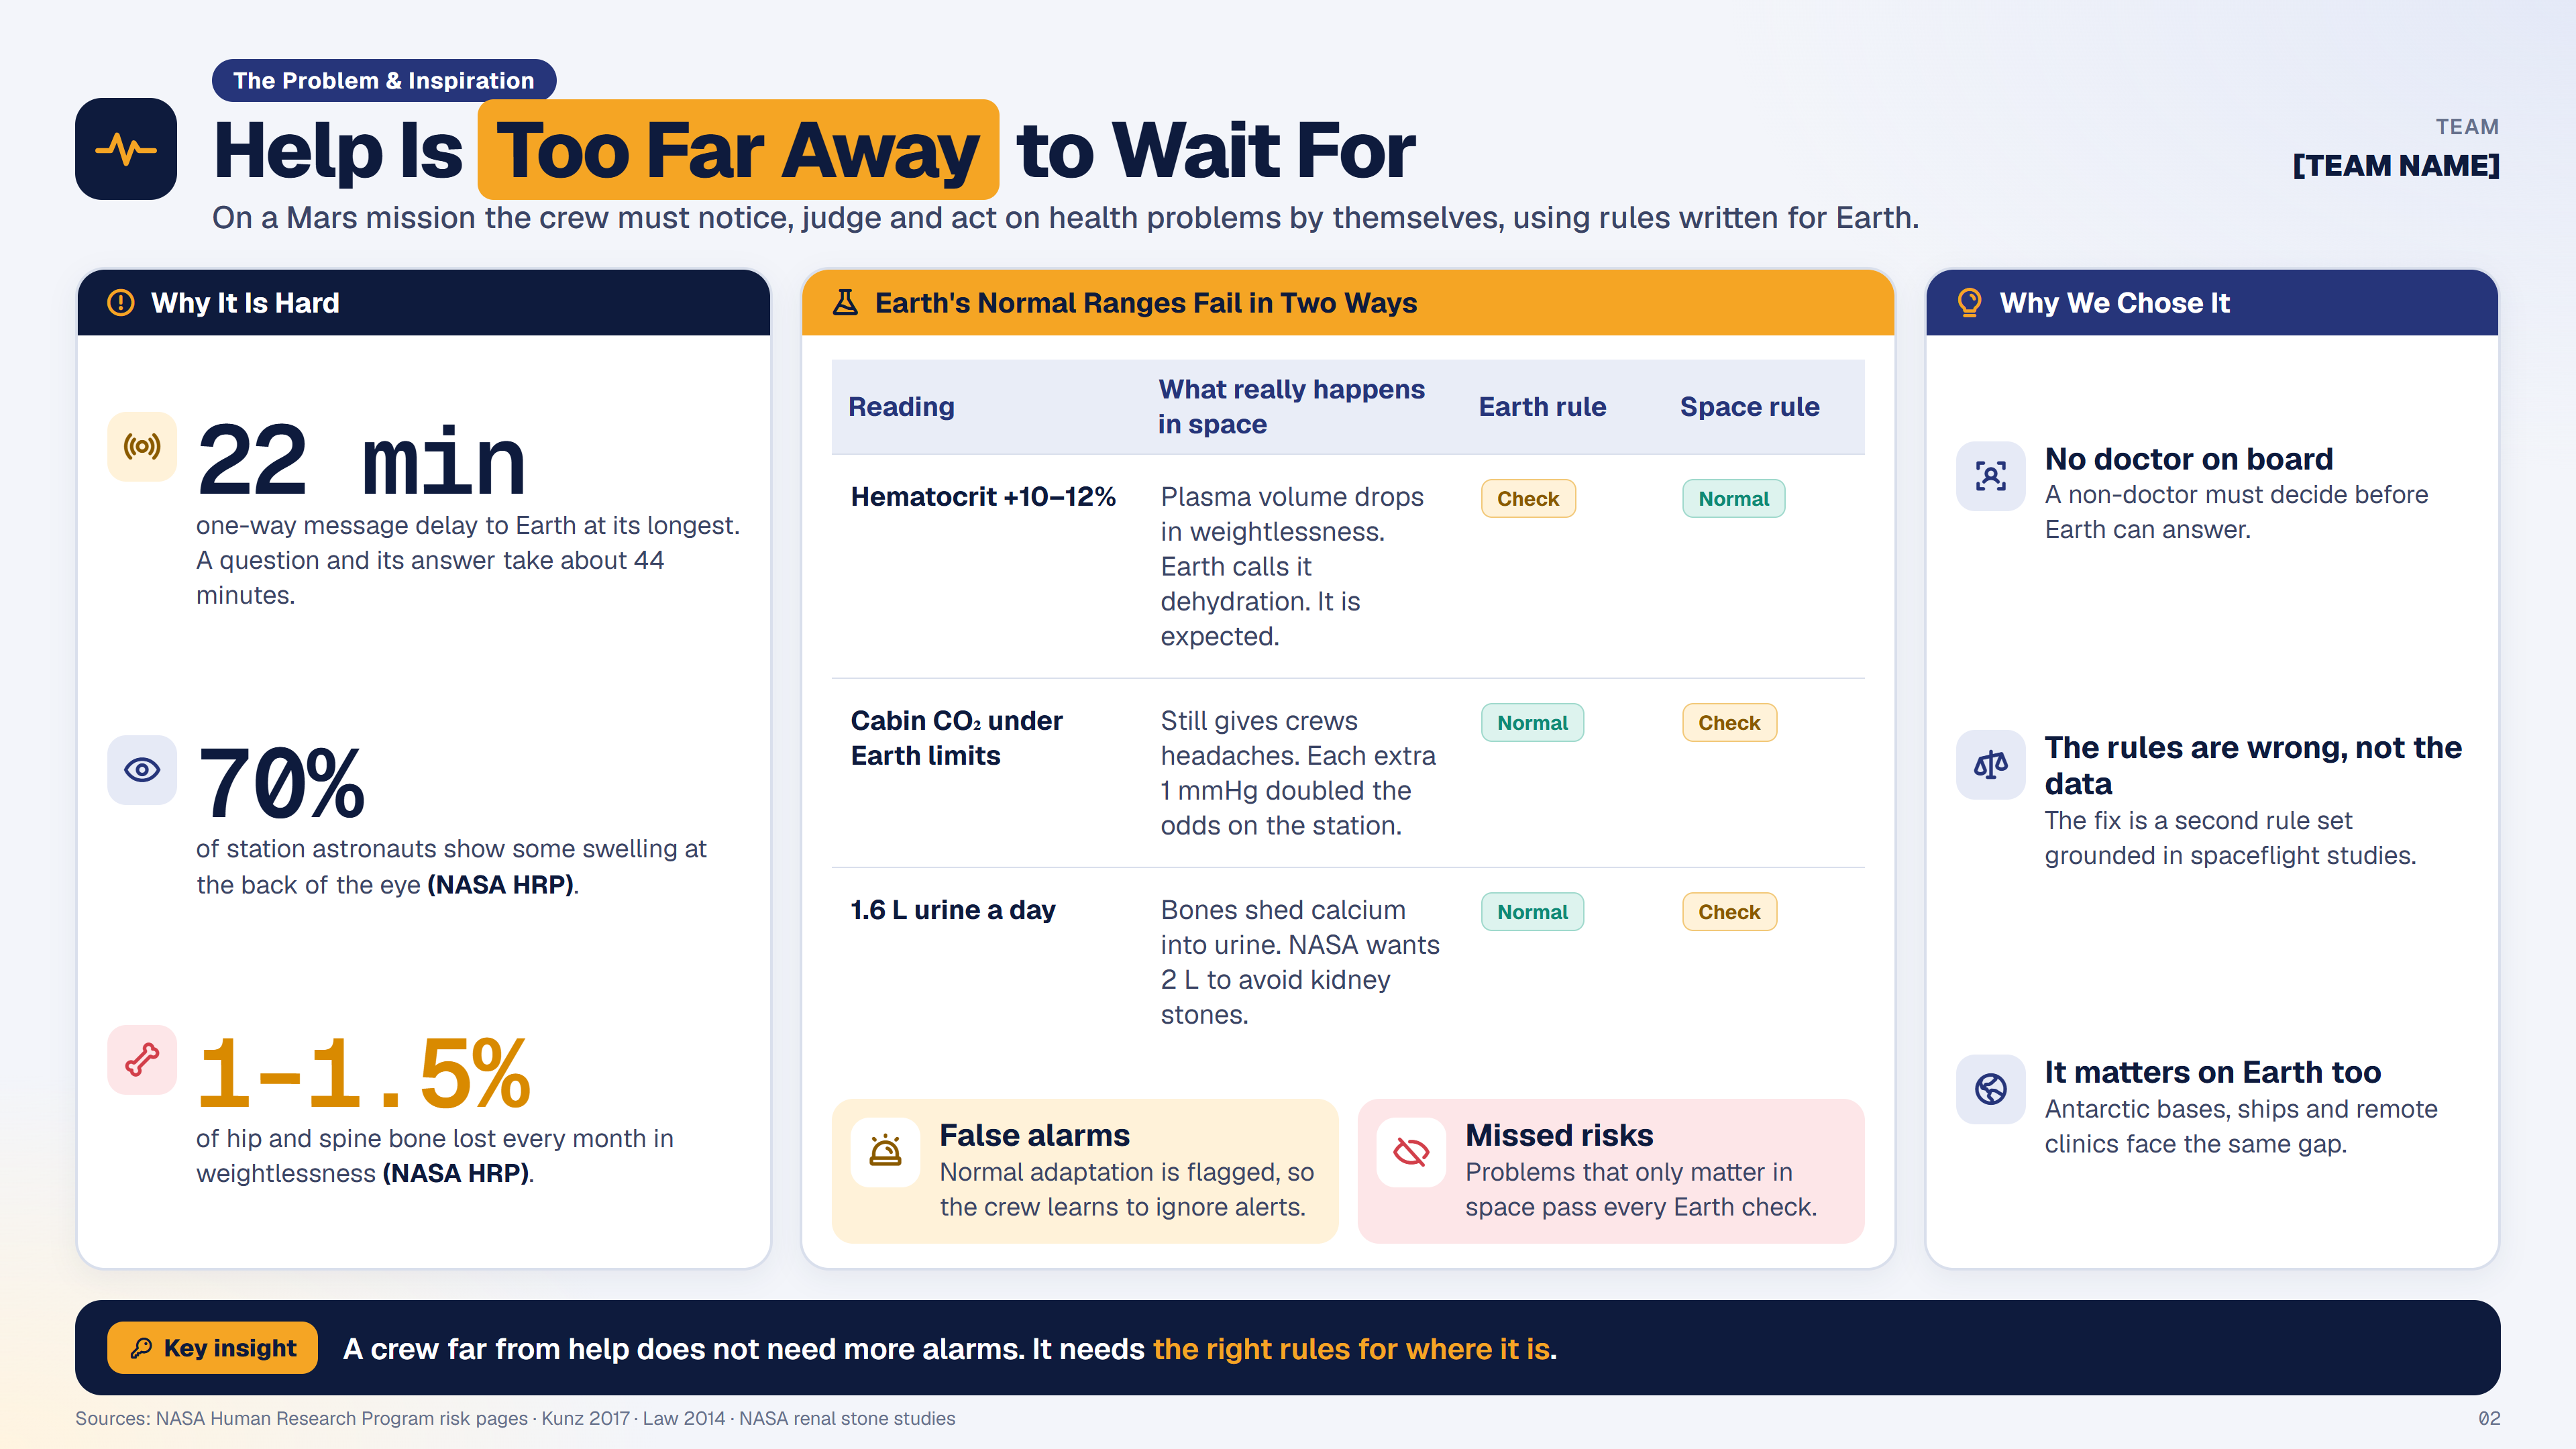 The Problem & Inspiration
Help Is Too Far Away to Wait For
On a Mars mission the crew must notice, judge and act on health problems by themselves, using rules written for Earth.
TEAM
[TEAM NAME]
Why It Is Hard
22 min
one-way message delay to Earth at its longest.
A question and its answer take about 44
minutes.
70%
of station astronauts show some swelling at
the back of the eye (NASA HRP).
1–1.5%
of hip and spine bone lost every month in
weightlessness (NASA HRP).
Earth's Normal Ranges Fail in Two Ways
Reading
What really happens
in space
Earth rule
Space rule
Hematocrit +10–12%
Plasma volume drops
in weightlessness.
Earth calls it
dehydration. It is
expected.
Check
Normal
Cabin CO₂ under
Earth limits
Still gives crews
headaches. Each extra
1 mmHg doubled the
odds on the station.
Normal
Check
1.6 L urine a day
Bones shed calcium
into urine. NASA wants
2 L to avoid kidney
stones.
Normal
Check
False alarms
Normal adaptation is flagged, so
the crew learns to ignore alerts.
Missed risks
Problems that only matter in
space pass every Earth check.
Why We Chose It
No doctor on board
A non-doctor must decide before
Earth can answer.
The rules are wrong, not the
data
The fix is a second rule set
grounded in spaceflight studies.
It matters on Earth too
Antarctic bases, ships and remote
clinics face the same gap.
Key insight
A crew far from help does not need more alarms. It needs the right rules for where it is.
Sources: NASA Human Research Program risk pages · Kunz 2017 · Law 2014 · NASA renal stone studies
02